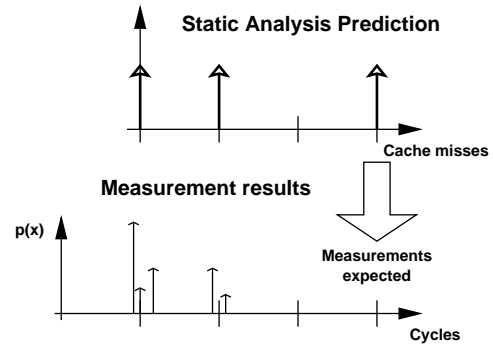 Static Analysis Prediction
Cache misses
Measurement results
p(x)
Measurements
expected
Cycles